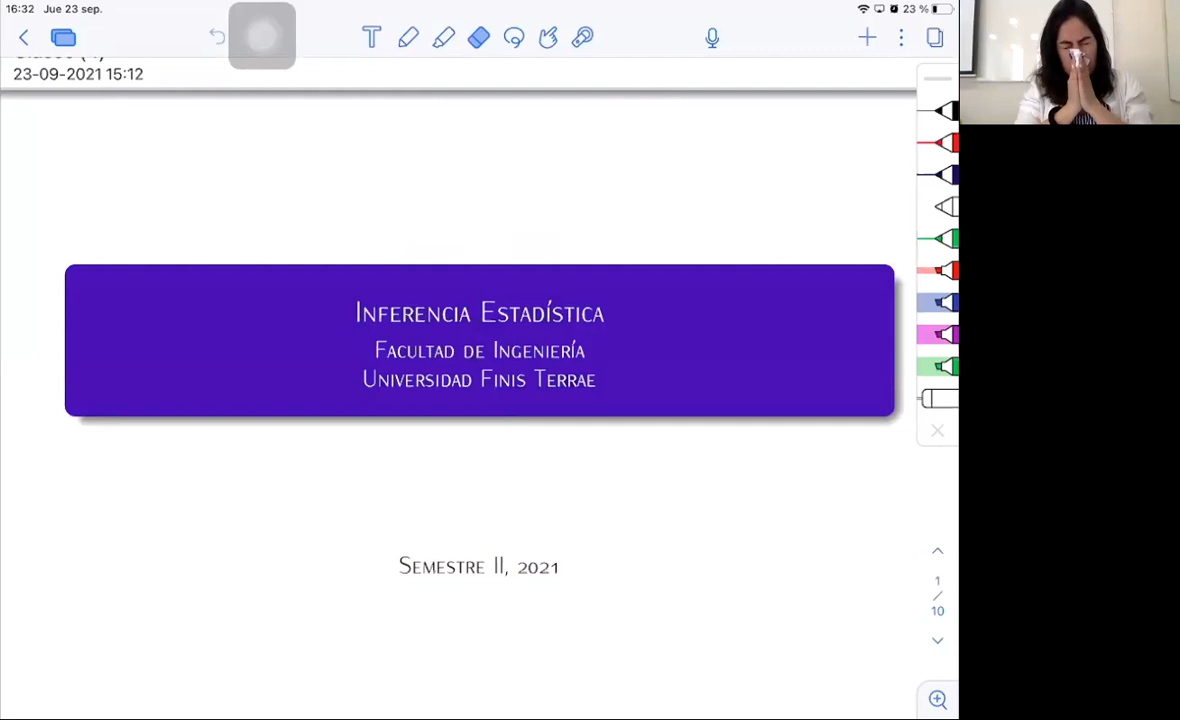 16:32 Jue 23 sep.
23 %
23-09-2021 15:12
INFERENCIA ESTADÍSTICA
FACULTAD DE INGENIERÍA
UNIVERSIDAD FINIS TERRAE
SEMESTRE II, 2021
1
/
10